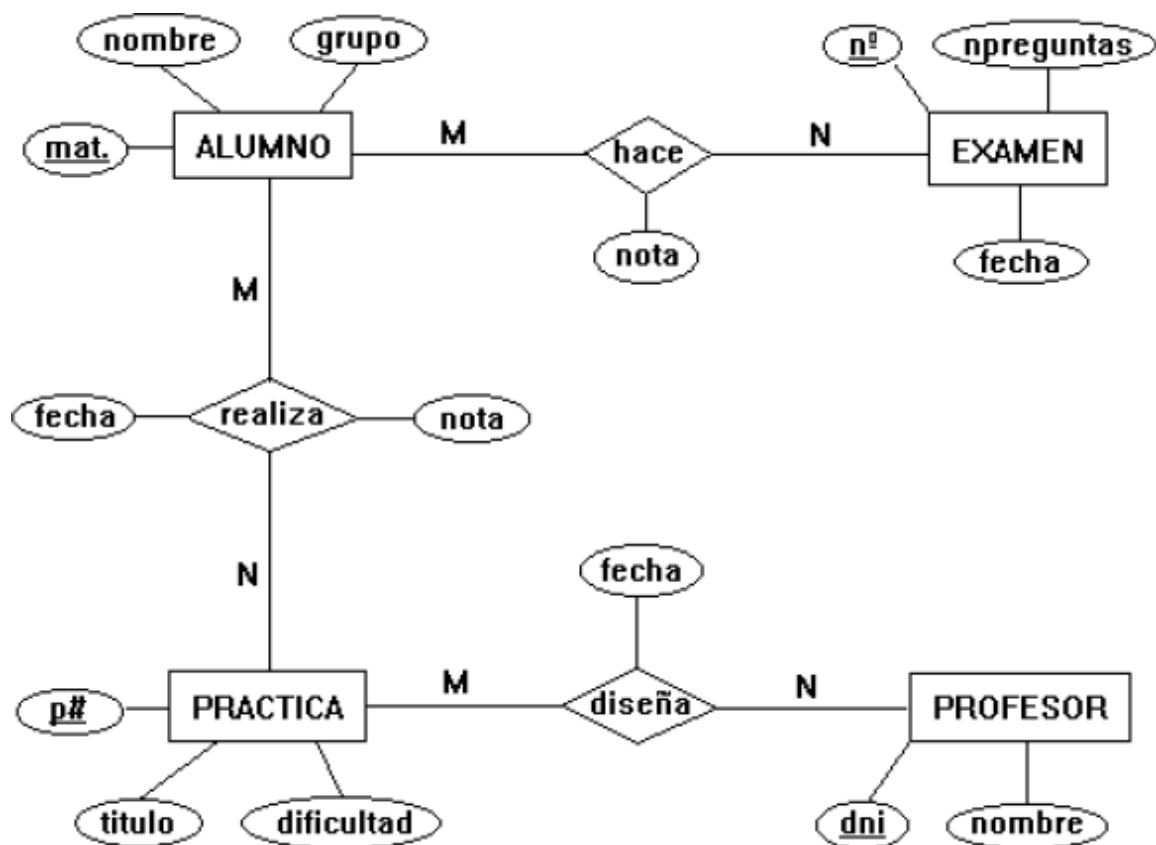 nombre
grupo
nº
npreguntas
mat.
ALUMNO
M
hace
N
EXAMEN
nota
fecha
M
fecha
realiza
nota
N
fecha
p#
PRACTICA
M
diseña
N
PROFESOR
titulo
dificultad
dni
nombre